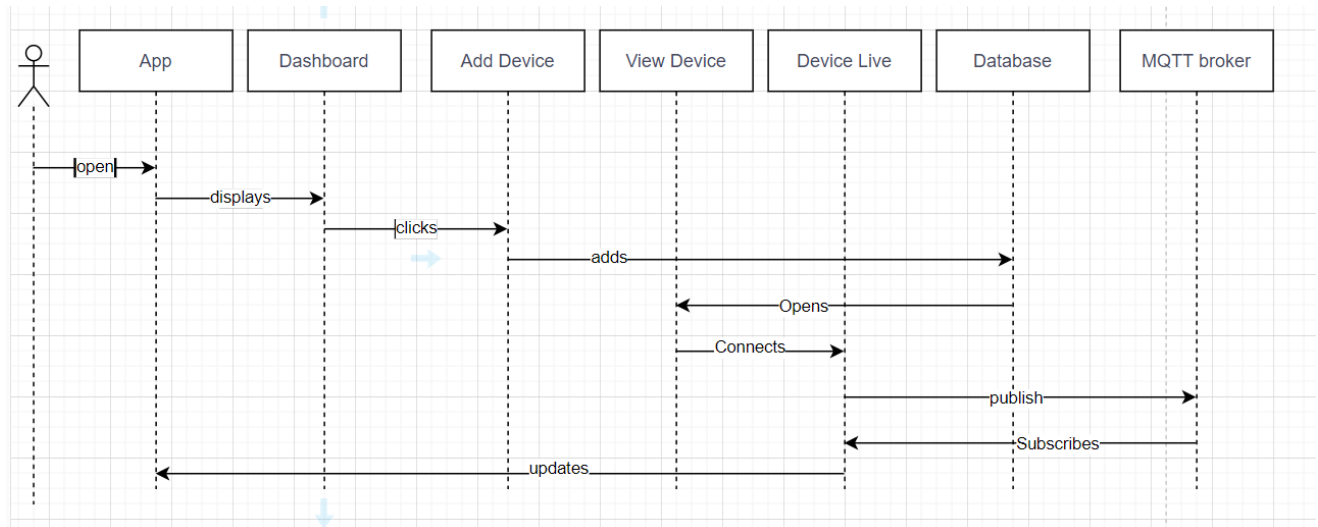 App
Dashboard
Add Device
View Device
Device Live
Database
MQTT broker
open
displays
clicks
adds
Opens
Connects
publish
Subscribes
updates